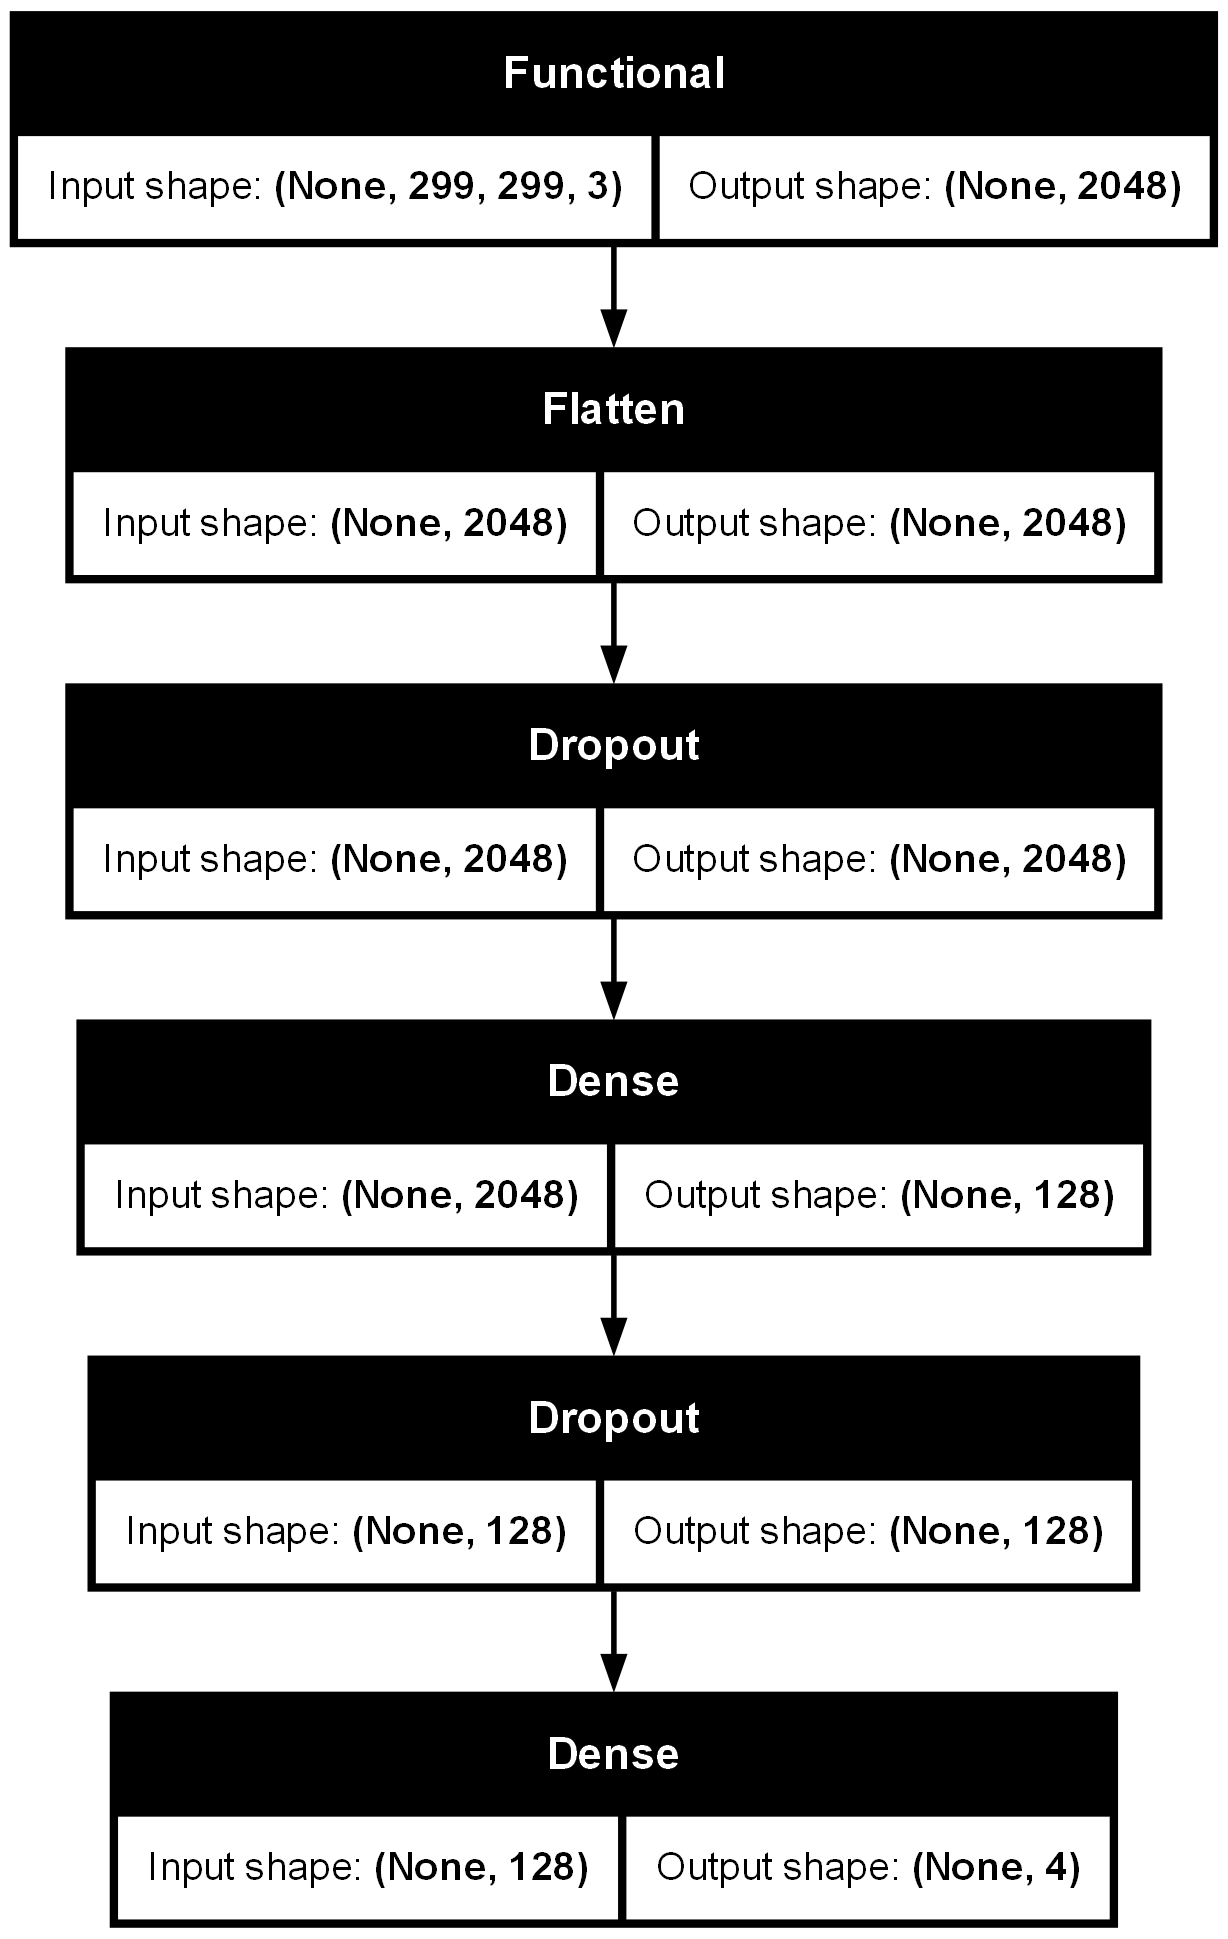 Functional
Input shape: (None, 299, 299, 3) Output shape: (None, 2048)
Flatten
Input shape: (None, 2048) Output shape: (None, 2048)
Dropout
Input shape: (None, 2048) Output shape: (None, 2048)
Dense
Input shape: (None, 2048) Output shape: (None, 128)
Dropout
Input shape: (None, 128) Output shape: (None, 128)
Dense
Input shape: (None, 128) Output shape: (None, 4)